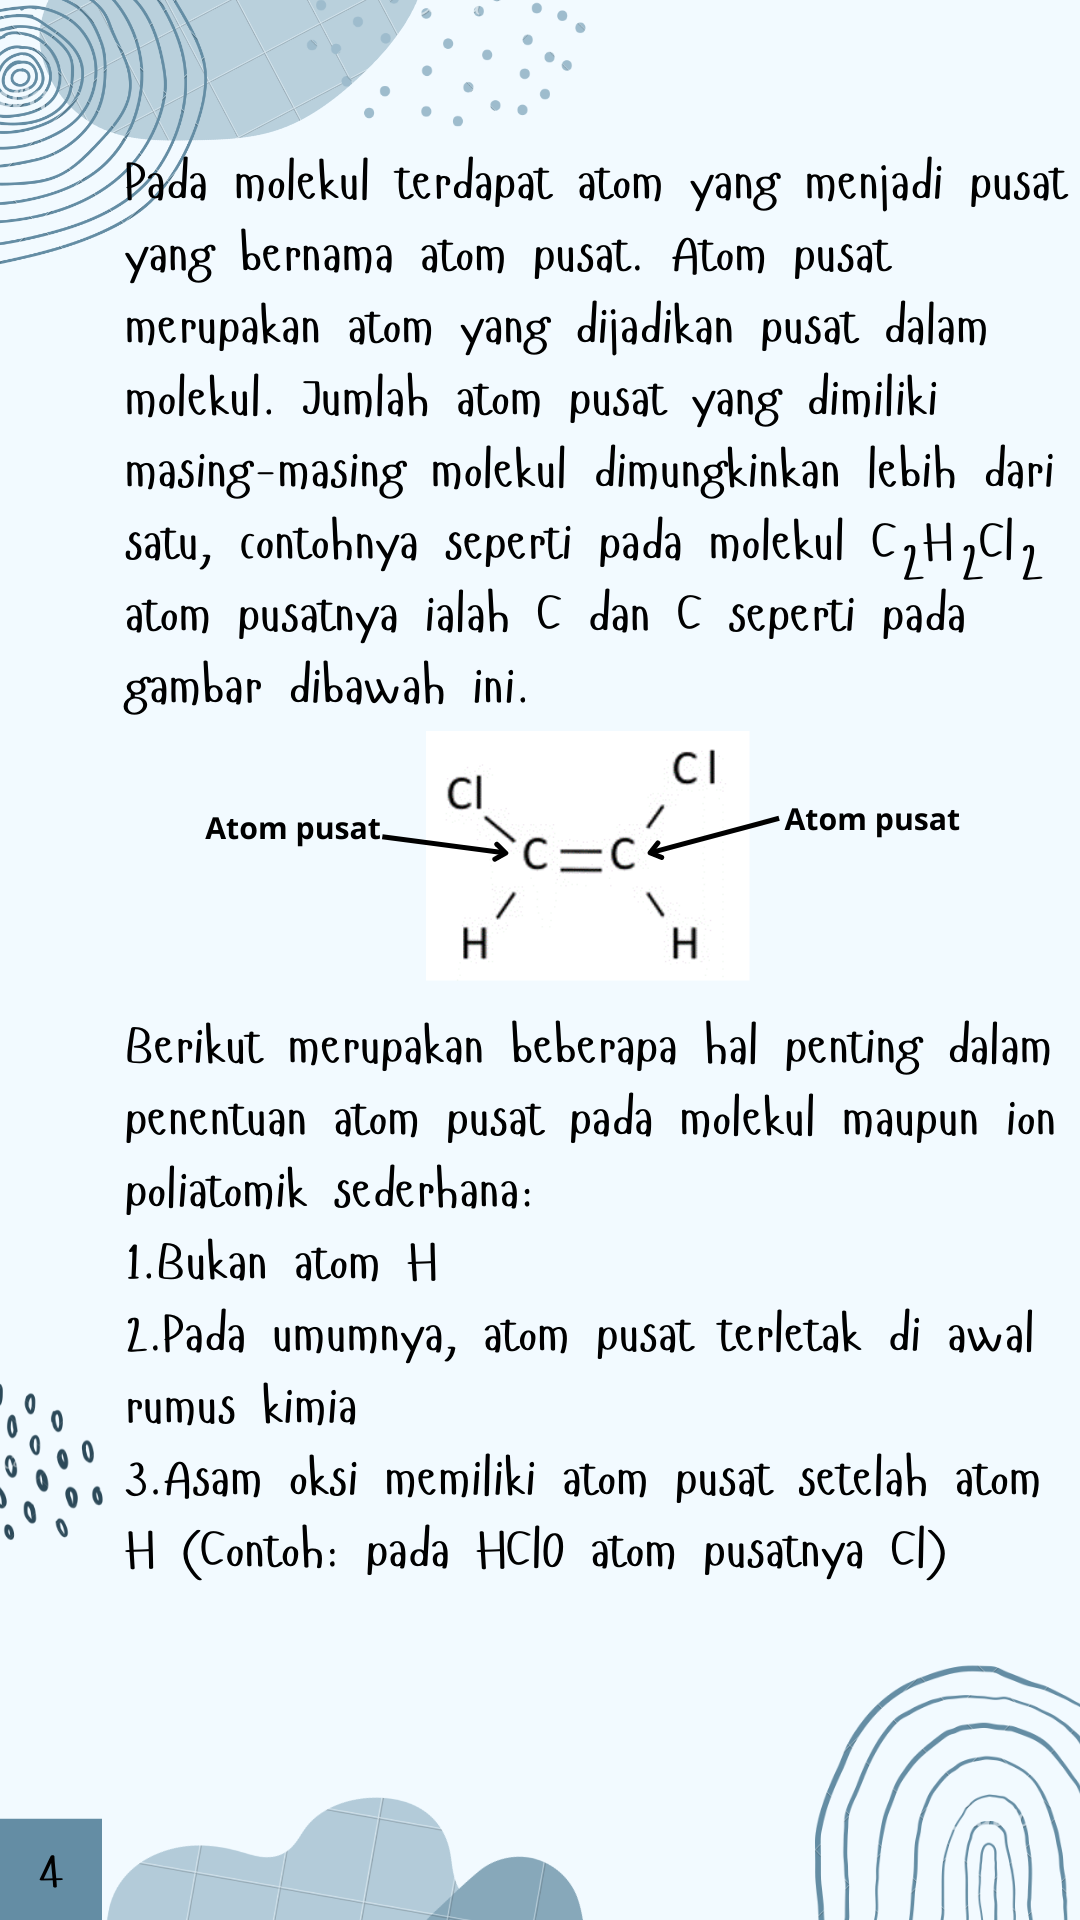 Pada molekul terdapat atom yang menjadi pusat
yang bernama atom pusat. Atom pusat
merupakan atom yang dijadikan pusat dalam
molekul. Jumlah atom pusat yang dimiliki
masing-masing molekul dimungkinkan lebih dari
satu, contohnya seperti pada molekul C₂H₂Cl₂
atom pusatnya ialah C dan C seperti pada
gambar dibawah ini.
Cl
Cl
Atom pusat
Atom pusat
C = C
H
H
Berikut merupakan beberapa hal penting dalam
penentuan atom pusat pada molekul maupun ion
poliatomik sederhana:
1.Bukan atom H
2.Pada umumnya, atom pusat terletak di awal
rumus kimia
3.Asam oksi memiliki atom pusat setelah atom
H (Contoh: pada HClO atom pusatnya Cl)
4